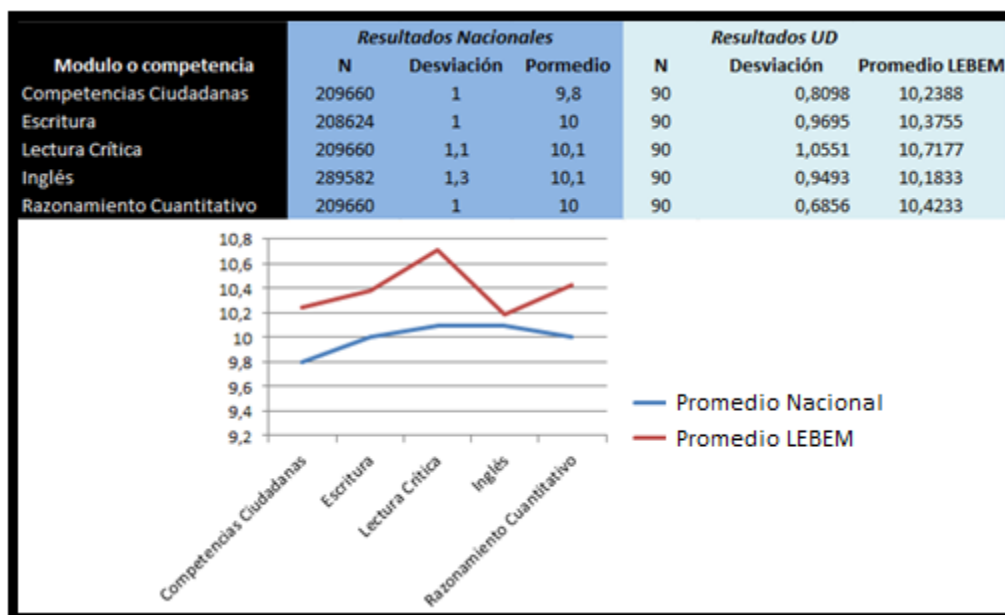 Resultados Nacionales Resultados UD
Modulo o competencia N Desviación Pormedio N Desviación Promedio LEBEM
Competencias Ciudadanas 209660 1 9,8 90 0,8098 10,2388
Escritura 208624 1 10 90 0,9695 10,3755
Lectura Crítica 209660 1,1 10,1 90 1,0551 10,7177
Inglés 289582 1,3 10,1 90 0,9493 10,1833
Razonamiento Cuantitativo 209660 1 10 90 0,6856 10,4233
10,8
10,6
10,4
10,2
10
9,8
9,6
9,4
9,2
Promedio Nacional
Promedio LEBEM
Competencias Ciudadanas
Escritura
Lectura Crítica
Inglés
Razonamiento Cuantitativo